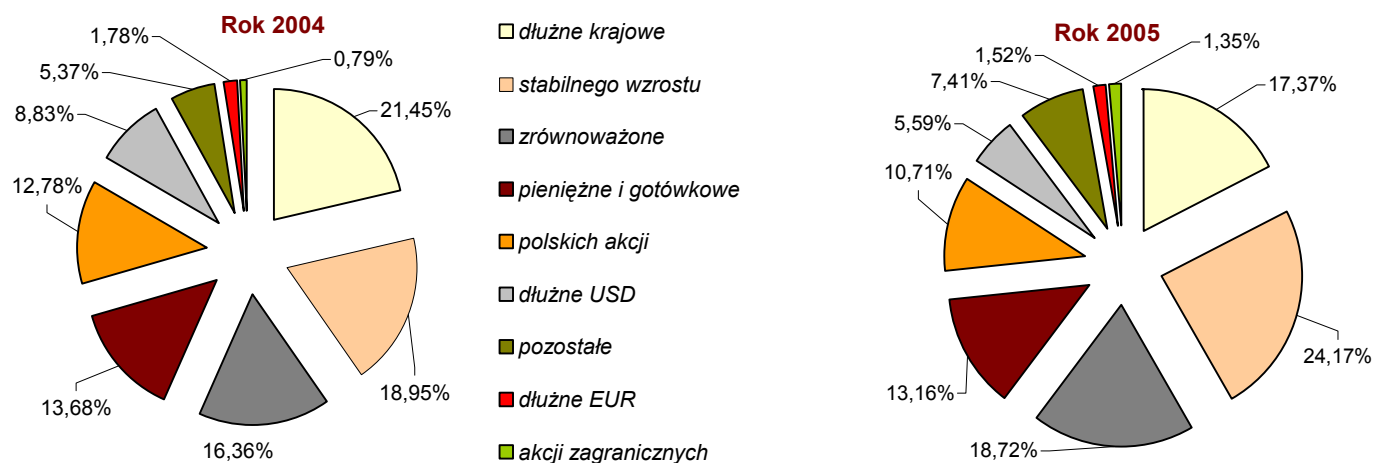 Rok 2004
1,78%
0,79%
5,37%
8,83%
21,45%
12,78%
13,68%
18,95%
16,36%
dłużne krajowe
stabilnego wzrostu
zrównoważone
pieniężne i gotówkowe
polskich akcji
dłużne USD
pozostałe
dłużne EUR
akcji zagranicznych
Rok 2005
1,52%
1,35%
7,41%
17,37%
5,59%
10,71%
24,17%
13,16%
18,72%